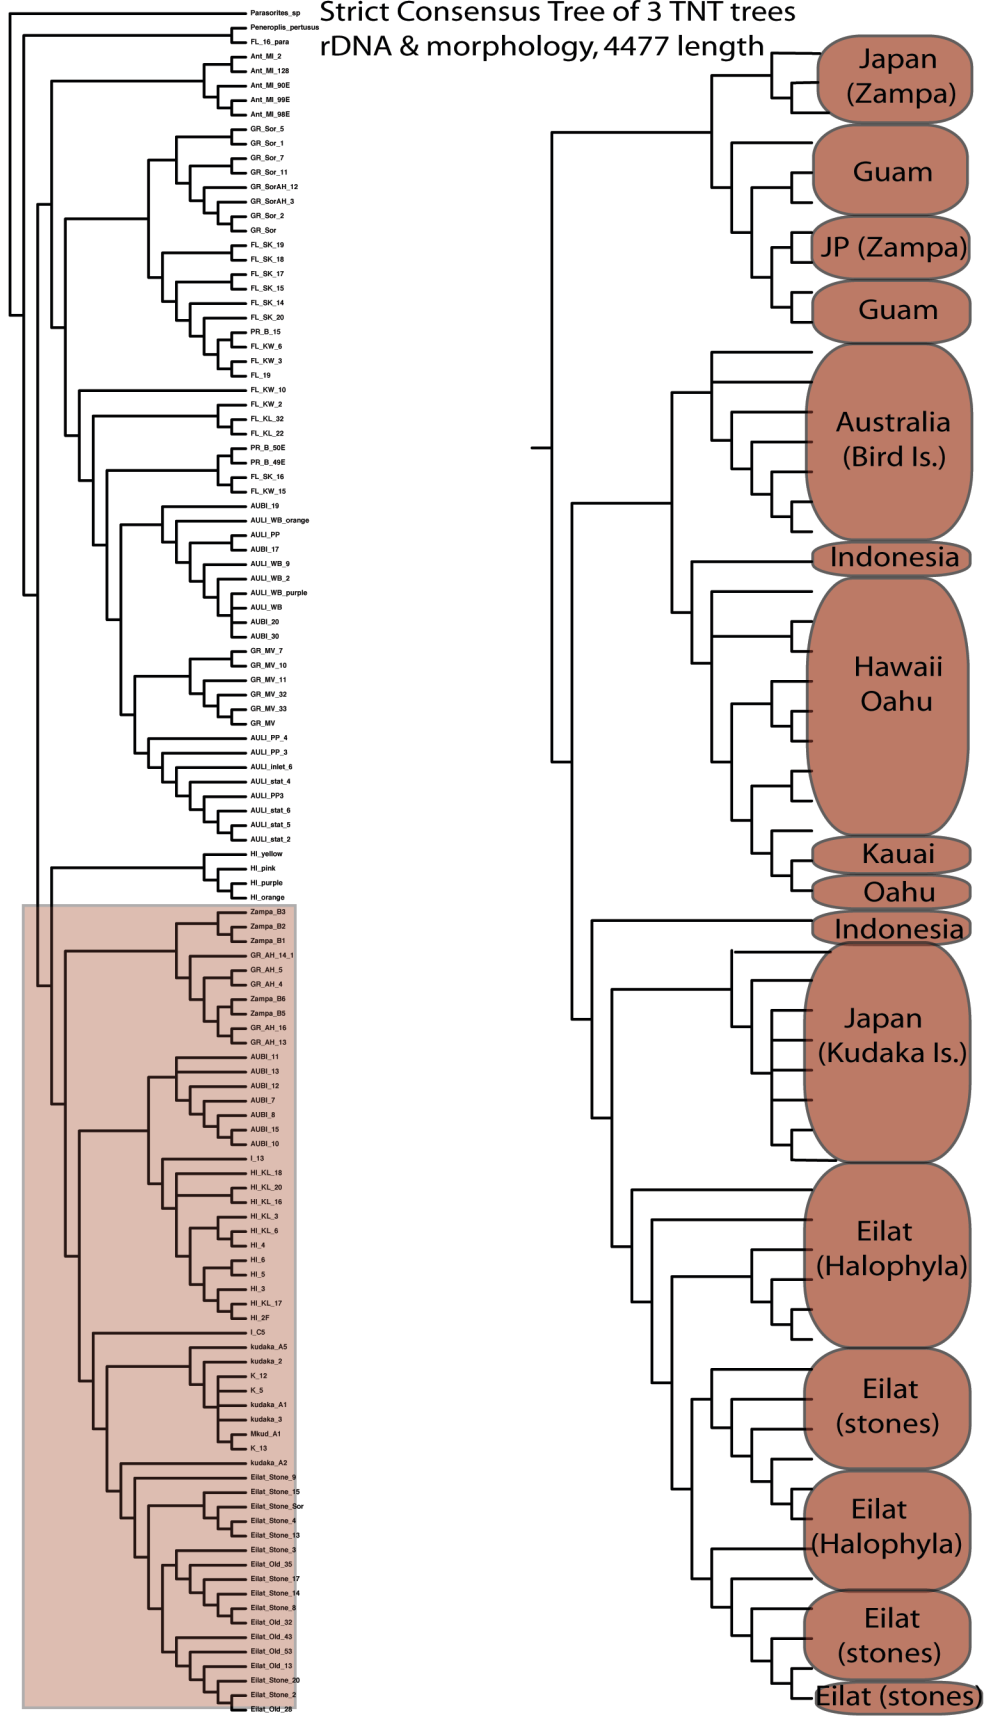 Strict Consensus Tree of 3 TNT trees
rDNA & morphology, 4477 length
Parasorites_sp
Peneroplis_pertusus
FL_16_para
Ant_MI_2
Ant_MI_128
Ant_MI_90E
Ant_MI_99E
Ant_MI_98E
GR_Sor_5
GR_Sor_1
GR_Sor_7
GR_Sor_11
GR_SorAH_12
GR_SorAH_3
GR_Sor_2
GR_Sor
FL_SK_19
FL_SK_18
FL_SK_17
FL_SK_15
FL_SK_14
FL_SK_20
PR_B_15
FL_KW_6
FL_KW_3
FL_19
FL_KW_10
FL_KW_2
FL_KL_32
FL_KL_22
PR_B_50E
PR_B_49E
FL_SK_16
FL_KW_15
AUBI_19
AULI_WB_orange
AULI_PP
AUBI_17
AULI_WB_9
AULI_WB_2
AULI_WB_purple
AULI_WB
AUBI_20
AUBI_30
GR_MV_7
GR_MV_10
GR_MV_11
GR_MV_32
GR_MV_33
GR_MV
AULI_PP_4
AULI_PP_3
AULI_inlet_6
AULI_stat_4
AULI_PP3
AULI_stat_6
AULI_stat_5
AULI_stat_2
HI_yellow
HI_pink
HI_purple
HI_orange
Zampa_B3
Zampa_B2
Zampa_B1
GR_AH_14_1
GR_AH_5
GR_AH_4
Zampa_B6
Zampa_B5
GR_AH_16
GR_AH_13
AUBI_11
AUBI_13
AUBI_12
AUBI_7
AUBI_8
AUBI_15
AUBI_10
I_13
HI_KL_18
HI_KL_20
HI_KL_16
HI_KL_3
HI_KL_6
HI_4
HI_6
HI_5
HI_3
HI_KL_17
HI_2F
I_C5
kudaka_A5
kudaka_2
K_12
K_5
kudaka_A1
kudaka_3
Mkud_A1
K_13
kudaka_A2
Eilat_Stone_9
Eilat_Stone_15
Eilat_Stone_Sor
Eilat_Stone_4
Eilat_Stone_13
Eilat_Stone_3
Eilat_Old_35
Eilat_Stone_17
Eilat_Stone_14
Eilat_Stone_8
Eilat_Old_32
Eilat_Old_43
Eilat_Old_53
Eilat_Old_13
Eilat_Stone_20
Eilat_Stone_2
Eilat_Old_28
Japan
(Zampa)
Guam
JP (Zampa)
Guam
Australia
(Bird Is.)
Indonesia
Hawaii
Oahu
Kauai
Oahu
Indonesia
Japan
(Kudaka Is.)
Eilat
(Halophyla)
Eilat
(stones)
Eilat
(Halophyla)
Eilat
(stones)
Eilat (stones)